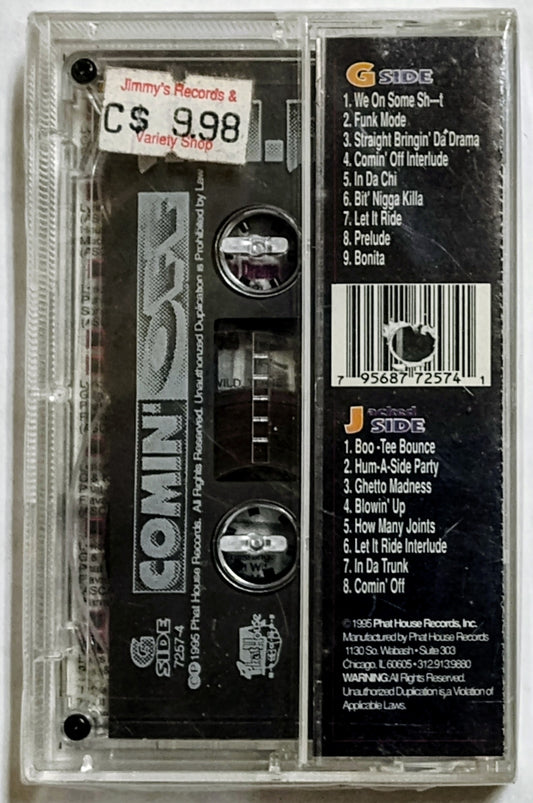 Jimmy's Records &
C$ 9.98
Variety Shop
COMIN' OFF
G
SIDE
7257-4
℗ 1995 Phat House Records. All Rights Reserved. Unauthorized Duplication is Prohibited by Law
Phat House
G SIDE
1. We On Some Sh---t
2. Funk Mode
3. Straight Bringin' Da Drama
4. Comin' Off Interlude
5. In Da Chi
6. Bit' Nigga Killa
7. Let It Ride
8. Prelude
9. Bonita
7 95687 72574 1
Jacked
SIDE
1. Boo -Tee Bounce
2. Hum-A-Side Party
3. Ghetto Madness
4. Blowin' Up
5. How Many Joints
6. Let It Ride Interlude
7. In Da Trunk
8. Comin' Off
©1995 Phat House Records, Inc.
Manufactured by Phat House Records
1130 So. Wabash • Suite 303
Chicago. IL 60605 • 312.913.9880
WARNING: All Rights Reserved.
Unauthorized Duplication is a Violation of
Applicable Laws.